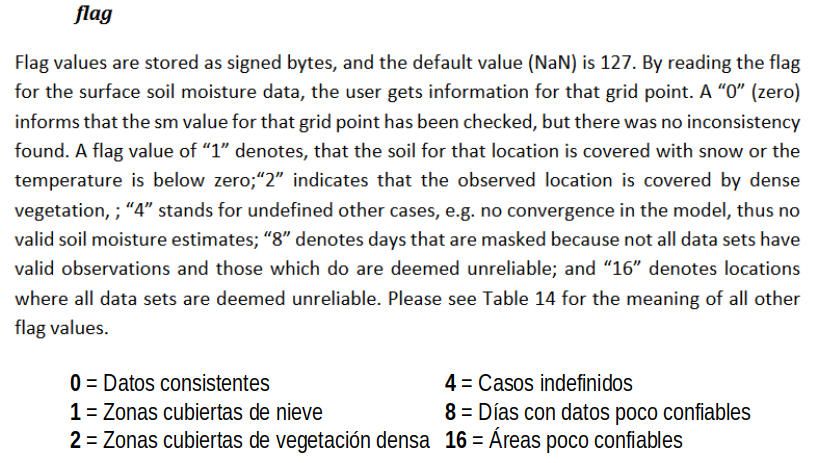 flag
Flag values are stored as signed bytes, and the default value (NaN) is 127. By reading the flag
for the surface soil moisture data, the user gets information for that grid point. A “0” (zero)
informs that the sm value for that grid point has been checked, but there was no inconsistency
found. A flag value of “1” denotes, that the soil for that location is covered with snow or the
temperature is below zero;“2” indicates that the observed location is covered by dense
vegetation, ; “4” stands for undefined other cases, e.g. no convergence in the model, thus no
valid soil moisture estimates; “8” denotes days that are masked because not all data sets have
valid observations and those which do are deemed unreliable; and “16” denotes locations
where all data sets are deemed unreliable. Please see Table 14 for the meaning of all other
flag values.
0 = Datos consistentes
1 = Zonas cubiertas de nieve
2 = Zonas cubiertas de vegetación densa
4 = Casos indefinidos
8 = Días con datos poco confiables
16 = Áreas poco confiables